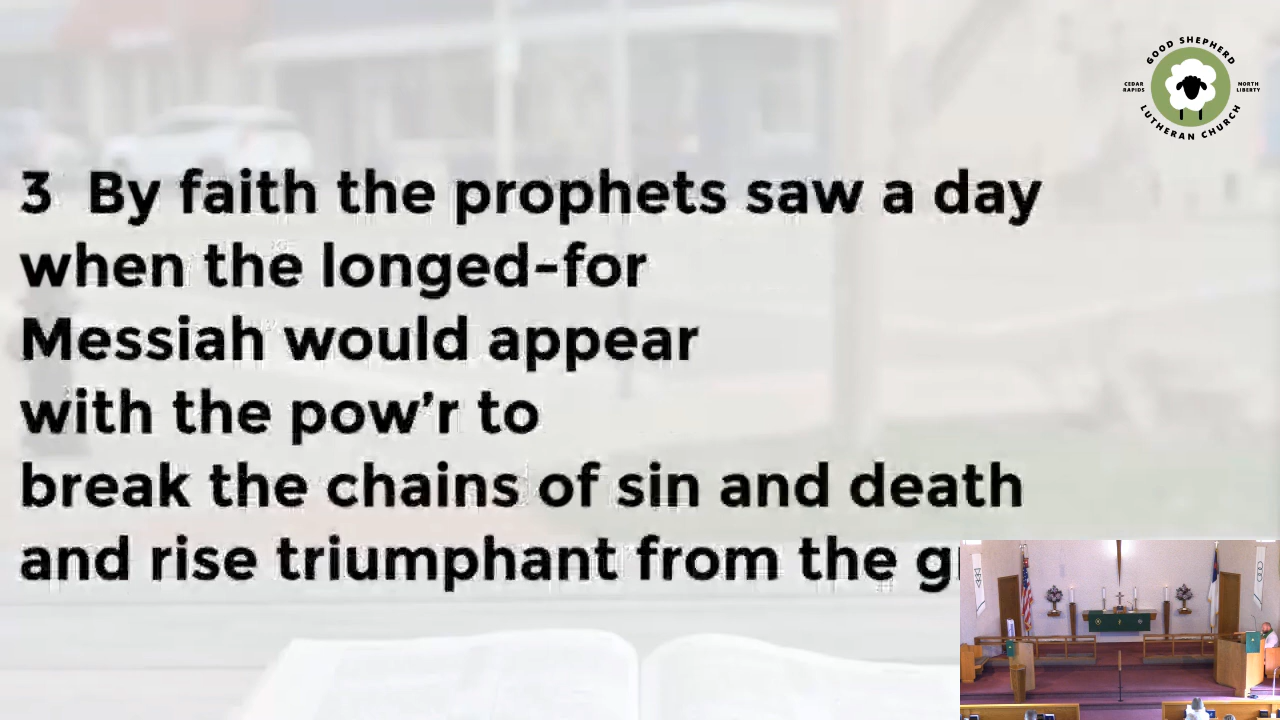 GOOD SHEPHERD
CEDAR RAPIDS
NORTH LIBERTY
LUTHERAN CHURCH
3 By faith the prophets saw a day
when the longed-for
Messiah would appear
with the pow’r to
break the chains of sin and death
and rise triumphant from the